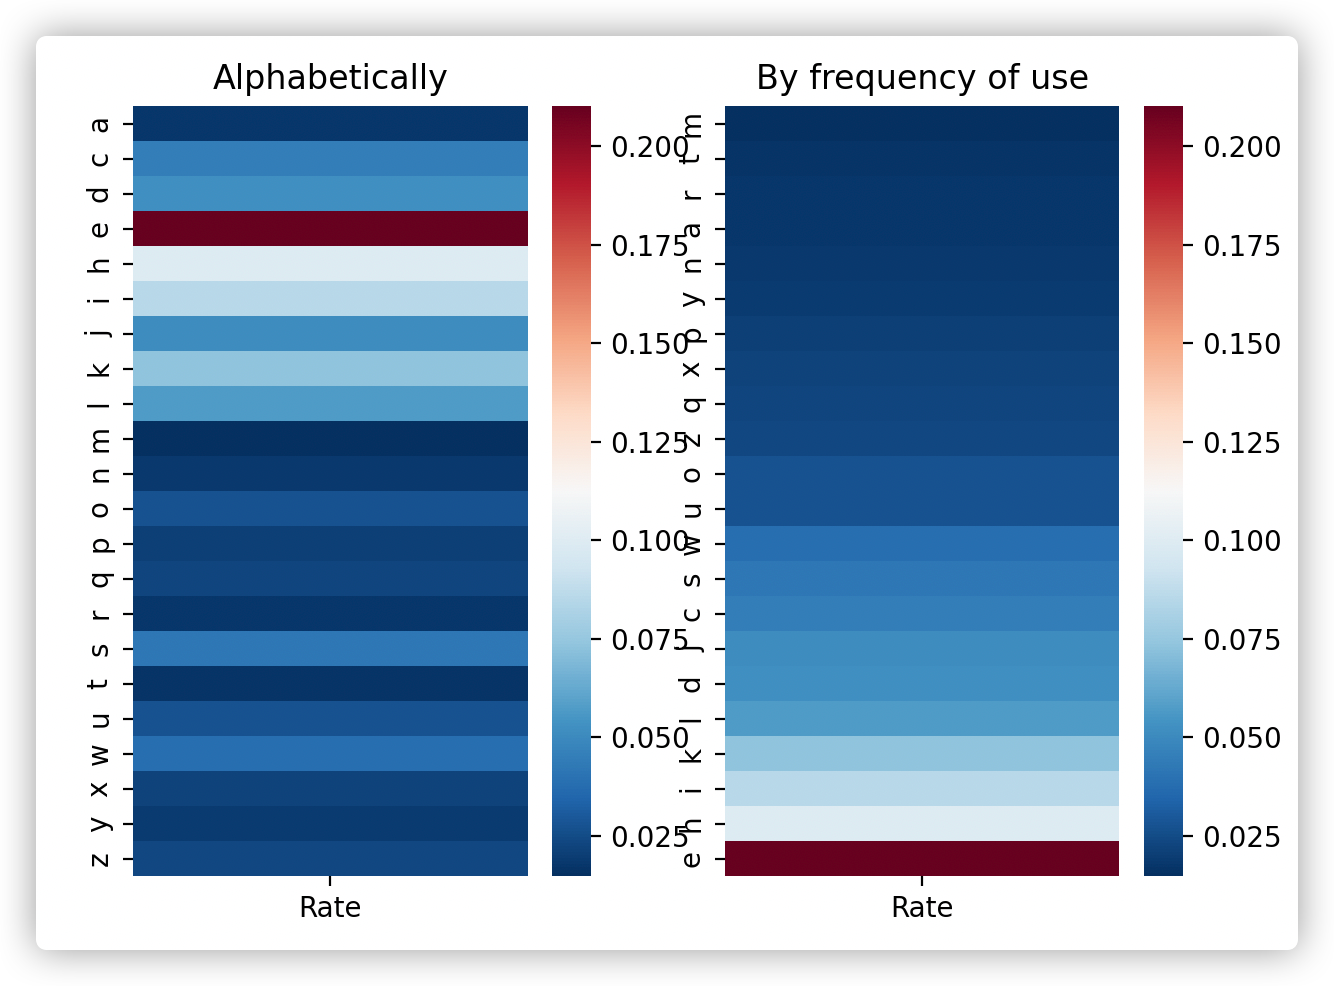 Alphabetically
a
c
d
e
h
i
j
k
l
m
n
o
p
q
r
s
t
u
w
x
y
z
Rate
0.200
0.175
0.150
0.125
0.100
0.075
0.050
0.025
By frequency of use
m
t
r
a
n
y
p
x
q
z
o
u
w
s
c
j
d
l
k
i
h
e
Rate
0.200
0.175
0.150
0.125
0.100
0.075
0.050
0.025